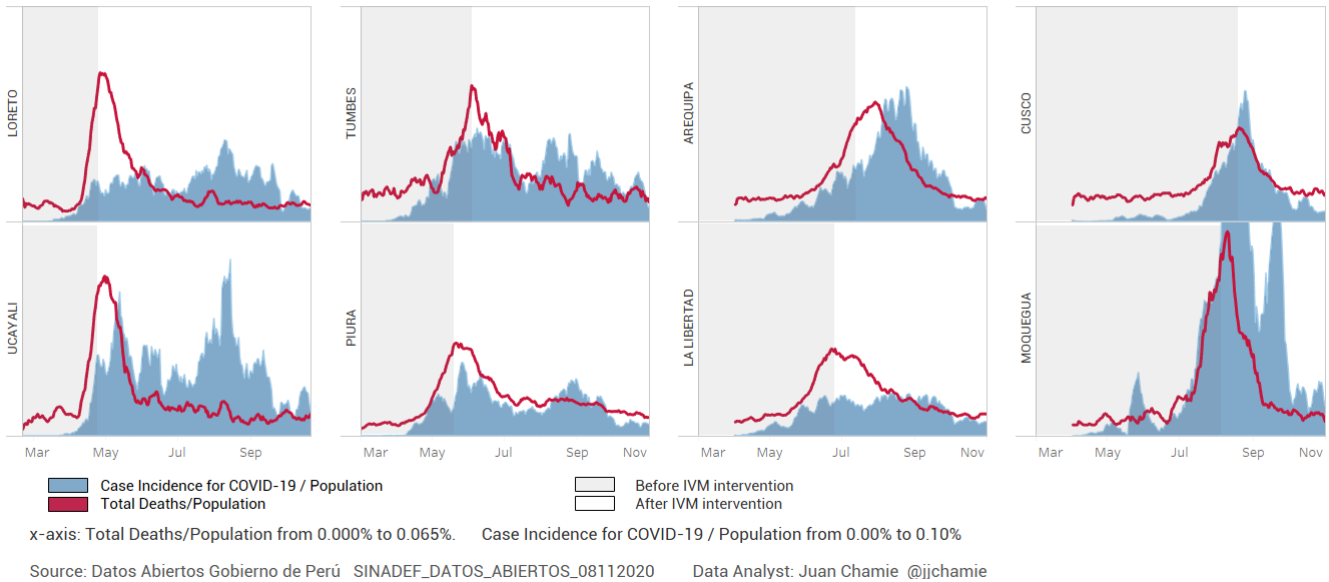 LORETO
TUMBES
AREQUIPA
CUSCO
UCAYALI
PIURA
LA LIBERTAD
MOQUEGUA
Mar May Jul Sep
Mar May Jul Sep Nov
Mar May Jul Sep Nov
Mar May Jul Sep Nov
Case Incidence for COVID-19 / Population
Before IVM intervention
Total Deaths/Population
After IVM intervention
x-axis: Total Deaths/Population from 0.000% to 0.065%. Case Incidence for COVID-19 / Population from 0.00% to 0.10%
Source: Datos Abiertos Gobierno de Perú SINADEF_DATOS_ABIERTOS_08112020 Data Analyst: Juan Chamie @jjchamie